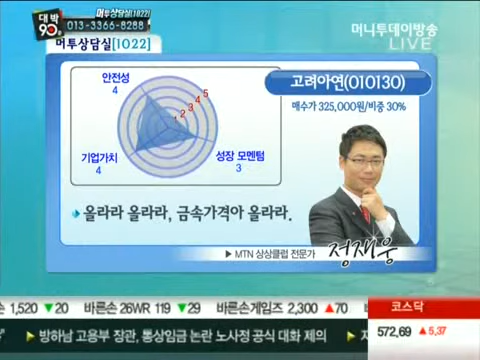 대박
90
머투상담실(1022)
013-3366-8288
머투상담실[1022]
머니투데이방송
LIVE
안전성
4
5
4
3
2
1
기업가치
4
성장 모멘텀
3
고려아연(010130)
매수가 325,000원/비중 30%
올라라 올라라, 금속가격아 올라라.
▶ MTN 상상클럽 전문가 정재웅
손 1,520 ▼20 바른손 26WR 119 ▼29 바른손게임즈 2,300 ▲70
코스닥
▶ 방하남 고용부 장관, 통상임금 논란 노사정 공식 대화 제의 ▶
572,69 ▲5,37